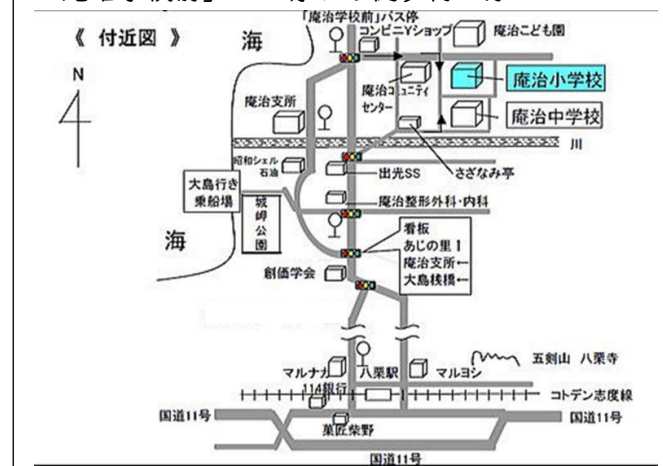 「庵治学校前」バス停
コンビニYショップ
庵治こども園
《 付近図 》
海
N
庵治コミュニティ
センター
庵治小学校
庵治中学校
庵治支所
川
昭和シェル
石油
出光SS
さざなみ亭
大島行き
乗船場
城岬公園
庵治整形外科・内科
海
看板
あじの里↑
庵治支所←
大島桟橋←
創価学会
マルナカ
八栗駅
マルヨシ
五剣山 八栗寺
114銀行
コトデン志度線
国道11号
国道11号
菓匠柴野
国道11号